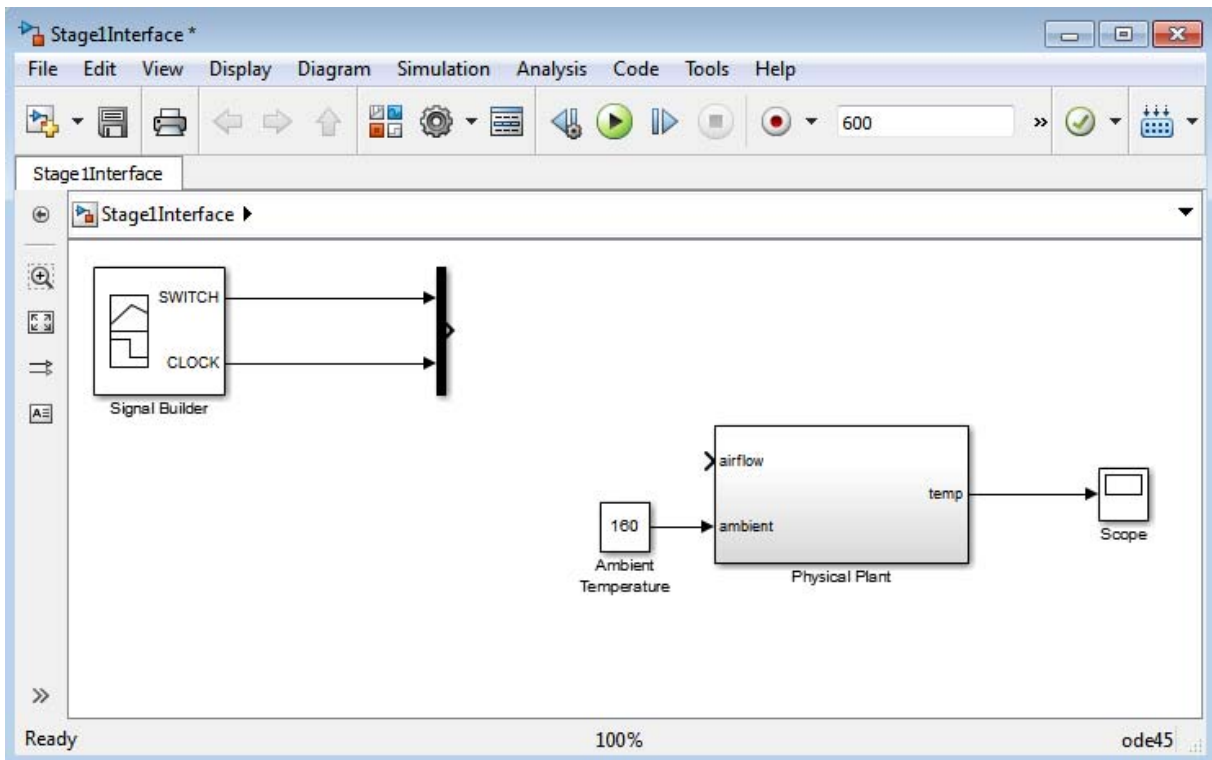 Stage1Interface *
File Edit View Display Diagram Simulation Analysis Code Tools Help
600 »
Stage1Interface
Stage1Interface
SWITCH
CLOCK
Signal Builder
airflow
temp
160
ambient
Scope
Ambient
Temperature
Physical Plant
Ready 100% ode45